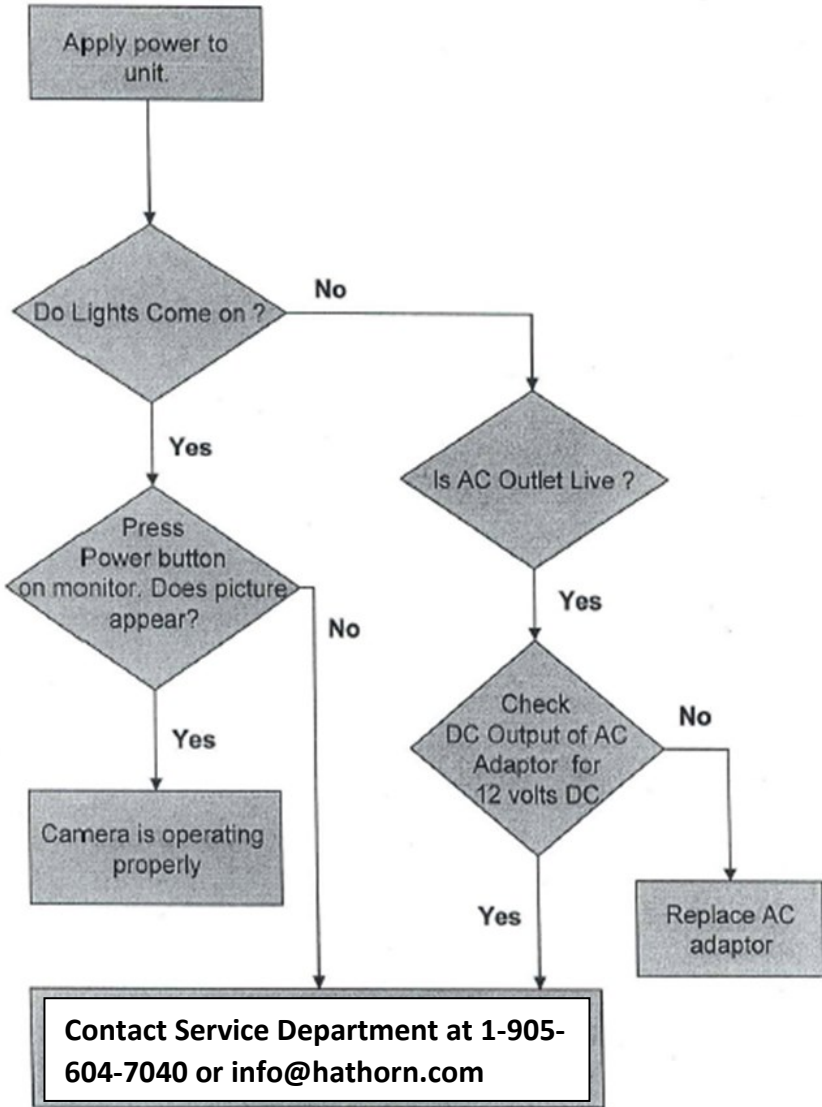 Apply power to
unit.
Do Lights Come on ?
No
Yes
Is AC Outlet Live ?
Press
Power button
on monitor. Does picture
appear?
No
Yes
Yes
Check
DC Output of AC
Adaptor for
12 volts DC
No
Camera is operating
properly
Yes
Replace AC
adaptor
Contact Service Department at 1-905-
604-7040 or info@hathorn.com